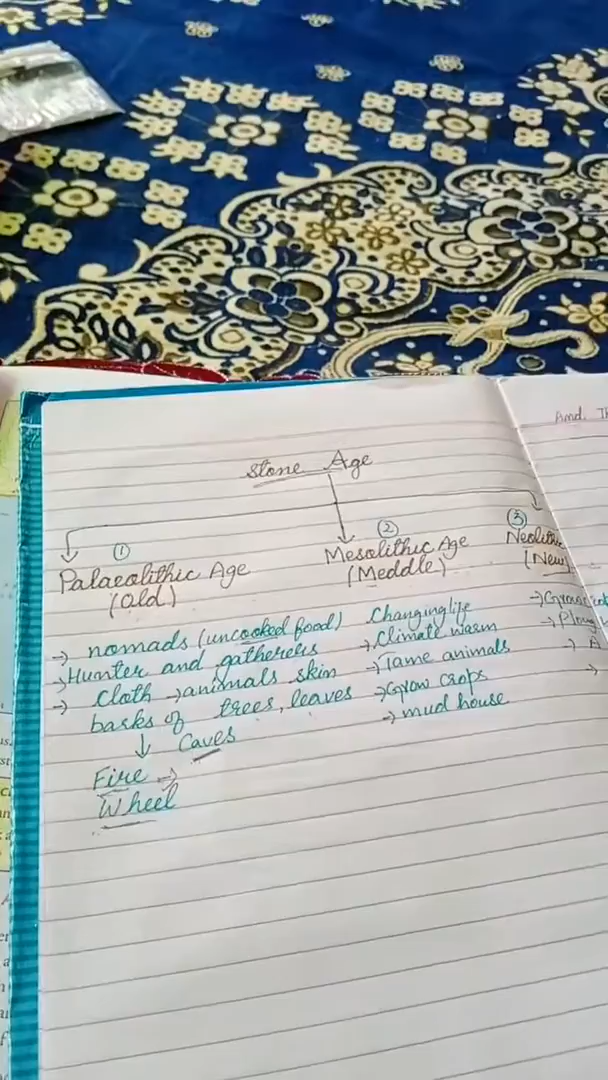 And.
Stone Age
① ② ③
Palaeolithic Age Mesolithic Age Neolithic
(Old) (Meddle) (New)
→ nomads (uncooked food) Changing life
→ Hunter and gatherers → Climate warm
→ cloth → animals skin → Tame animals
barks of trees, leaves → Grow crops
↓ Caves → mud house
Fire →
Wheel